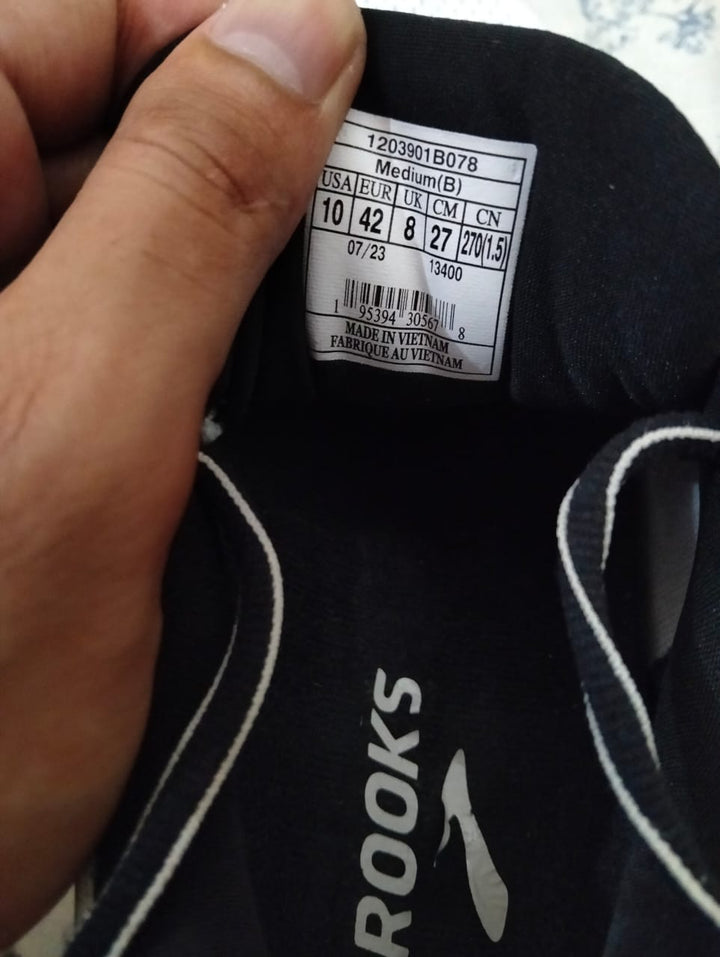 1203901B078
Medium(B)
USA EUR UK CM CN
10 42 8 27 270(1.5)
07/23 13400
1 95394 30567 8
MADE IN VIETNAM
FABRIQUE AU VIETNAM
ROOKS